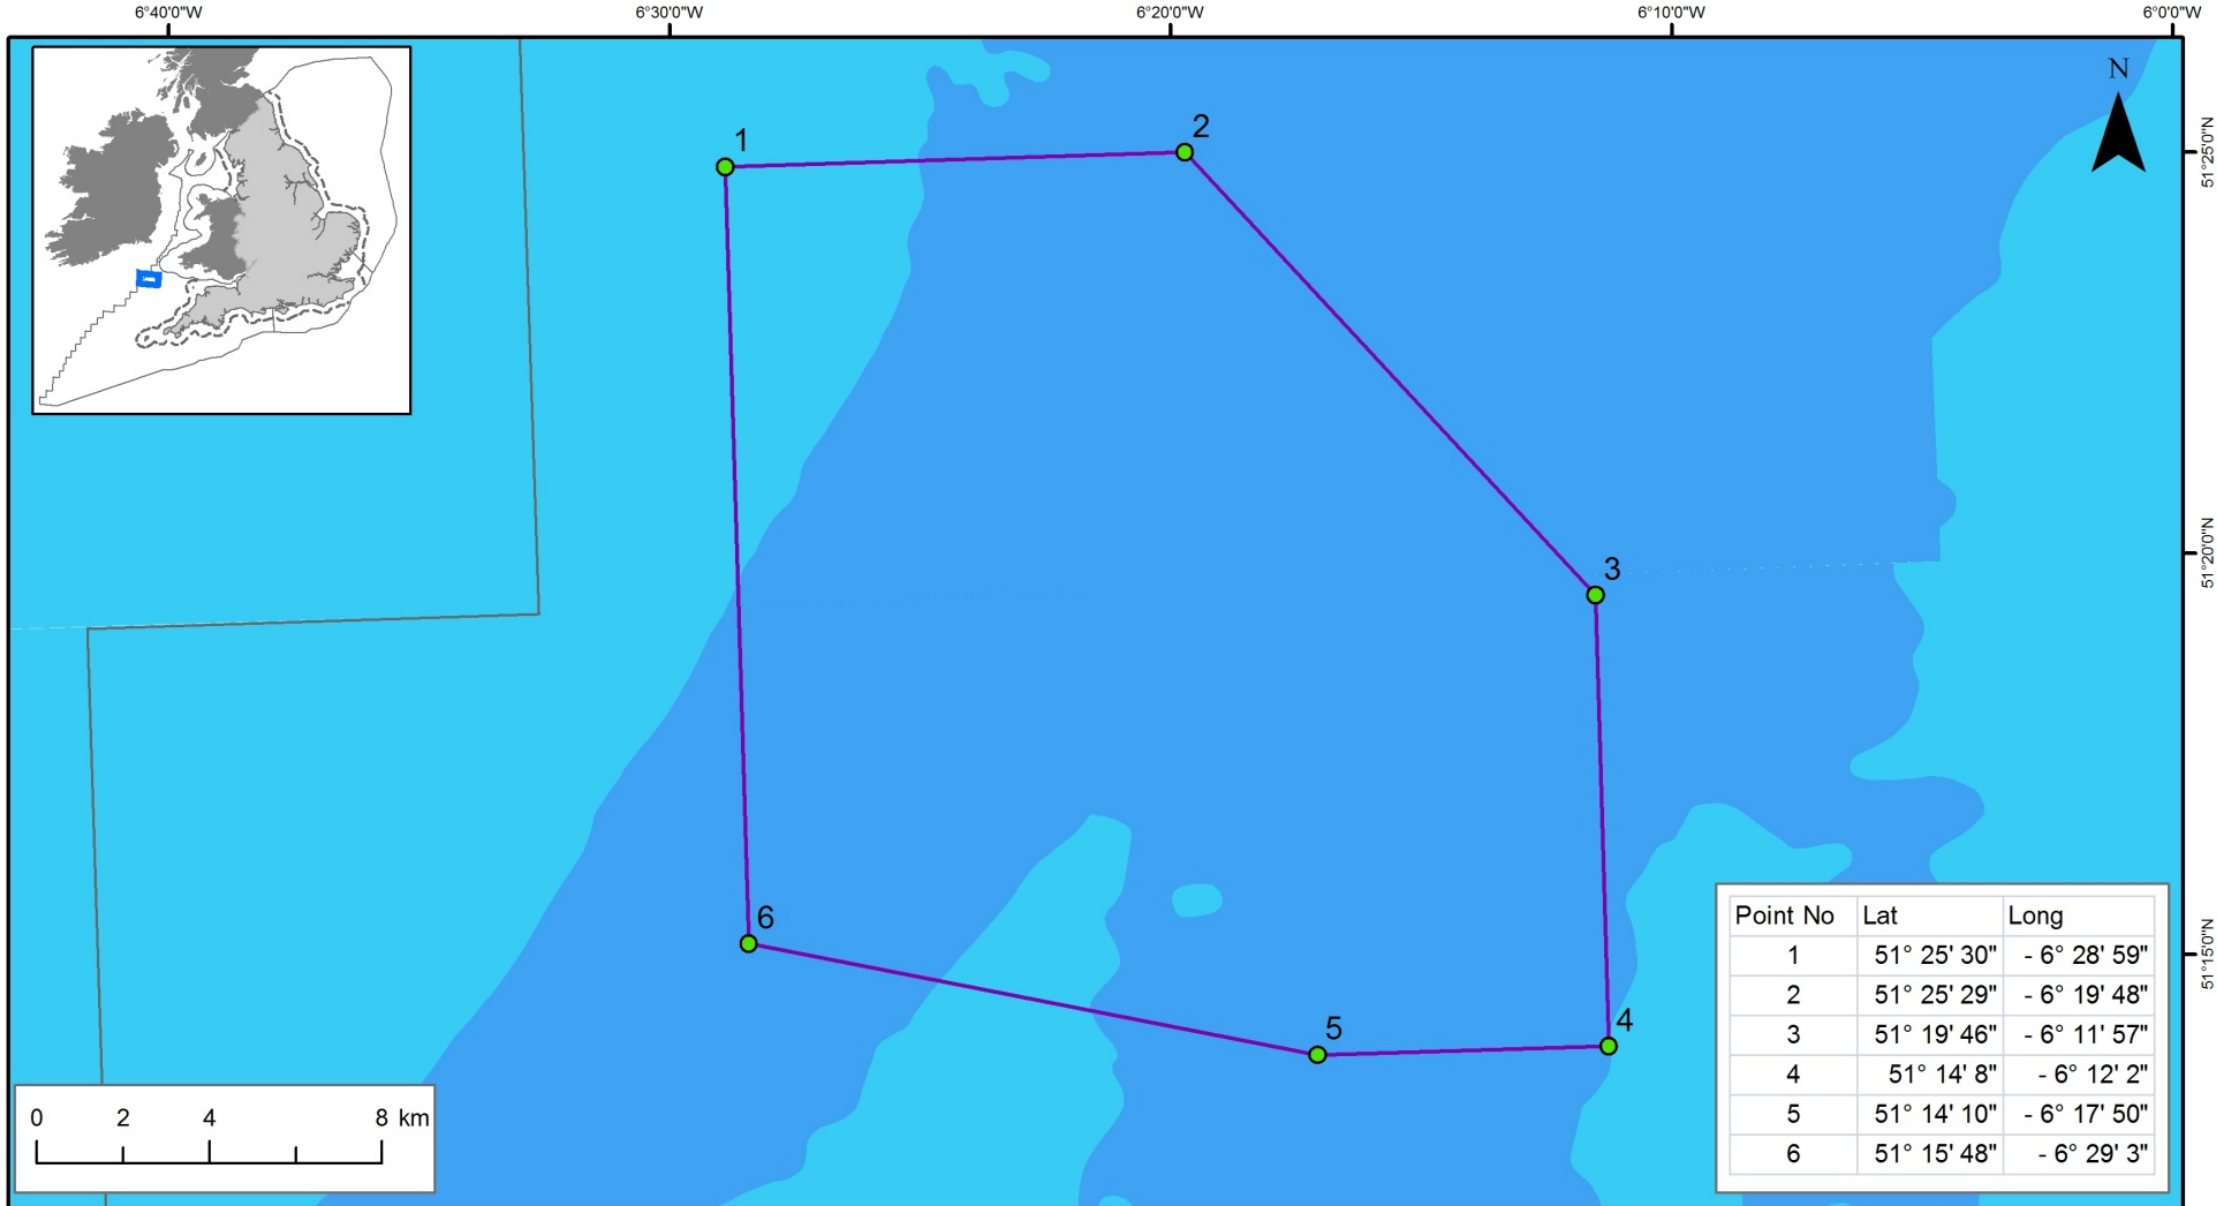 6°40'0"W 6°30'0"W 6°20'0"W 6°10'0"W 6°0'0"W
N
51°25'0"N
51°20'0"N
51°15'0"N
1
2
3
4
5
6
0 2 4 8 km
Point No Lat Long
1 51° 25' 30" - 6° 28' 59"
2 51° 25' 29" - 6° 19' 48"
3 51° 19' 46" - 6° 11' 57"
4 51° 14' 8" - 6° 12' 2"
5 51° 14' 10" - 6° 17' 50"
6 51° 15' 48" - 6° 29' 3"